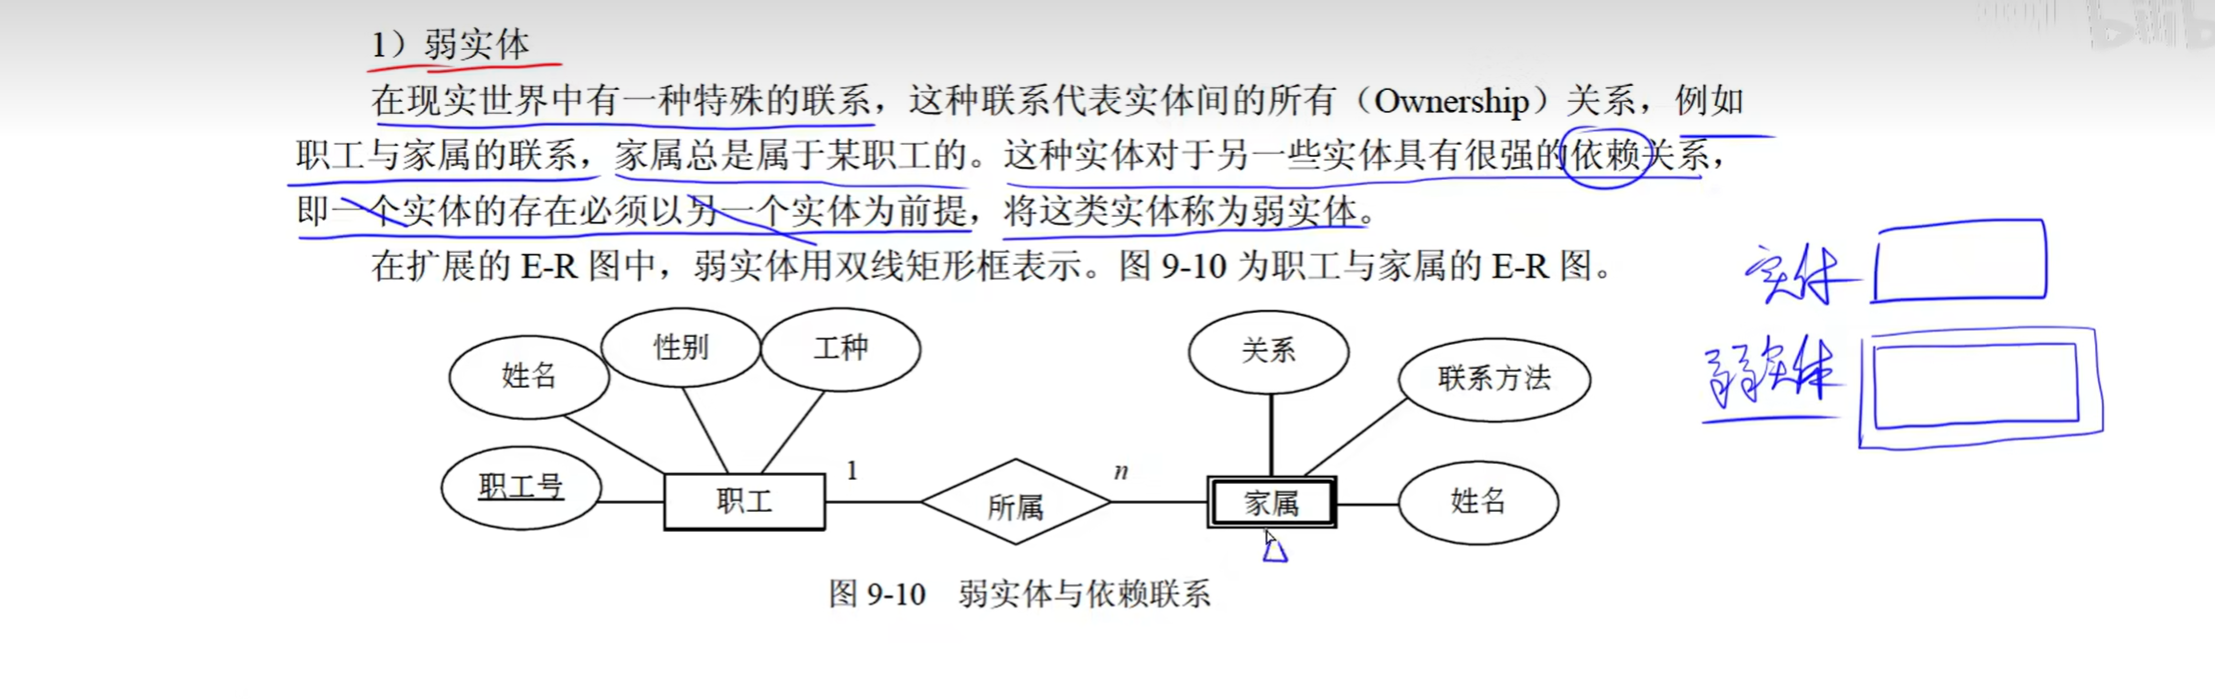 1）弱实体
在现实世界中有一种特殊的联系，这种联系代表实体间的所有（Ownership）关系，例如
职工与家属的联系，家属总是属于某职工的。这种实体对于另一些实体具有很强的依赖关系，
即一个实体的存在必须以另一个实体为前提，将这类实体称为弱实体。
在扩展的 E-R 图中，弱实体用双线矩形框表示。图 9-10 为职工与家属的 E-R 图。
实体
弱实体
姓名
性别
工种
关系
联系方法
职工号
职工
1
所属
n
家属
姓名
图 9-10 弱实体与依赖联系